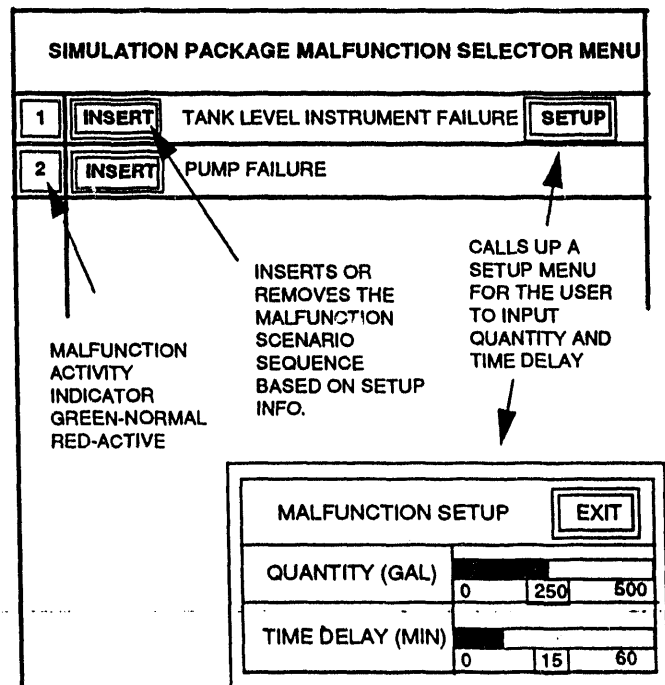 SIMULATION PACKAGE MALFUNCTION SELECTOR MENU
1 INSERT TANK LEVEL INSTRUMENT FAILURE SETUP
2 INSERT PUMP FAILURE
MALFUNCTION
ACTIVITY
INDICATOR
GREEN-NORMAL
RED-ACTIVE
INSERTS OR
REMOVES THE
MALFUNCTION
SCENARIO
SEQUENCE
BASED ON SETUP
INFO.
CALLS UP A
SETUP MENU
FOR THE USER
TO INPUT
QUANTITY AND
TIME DELAY
MALFUNCTION SETUP EXIT
QUANTITY (GAL)
0 250 500
TIME DELAY (MIN)
0 15 60